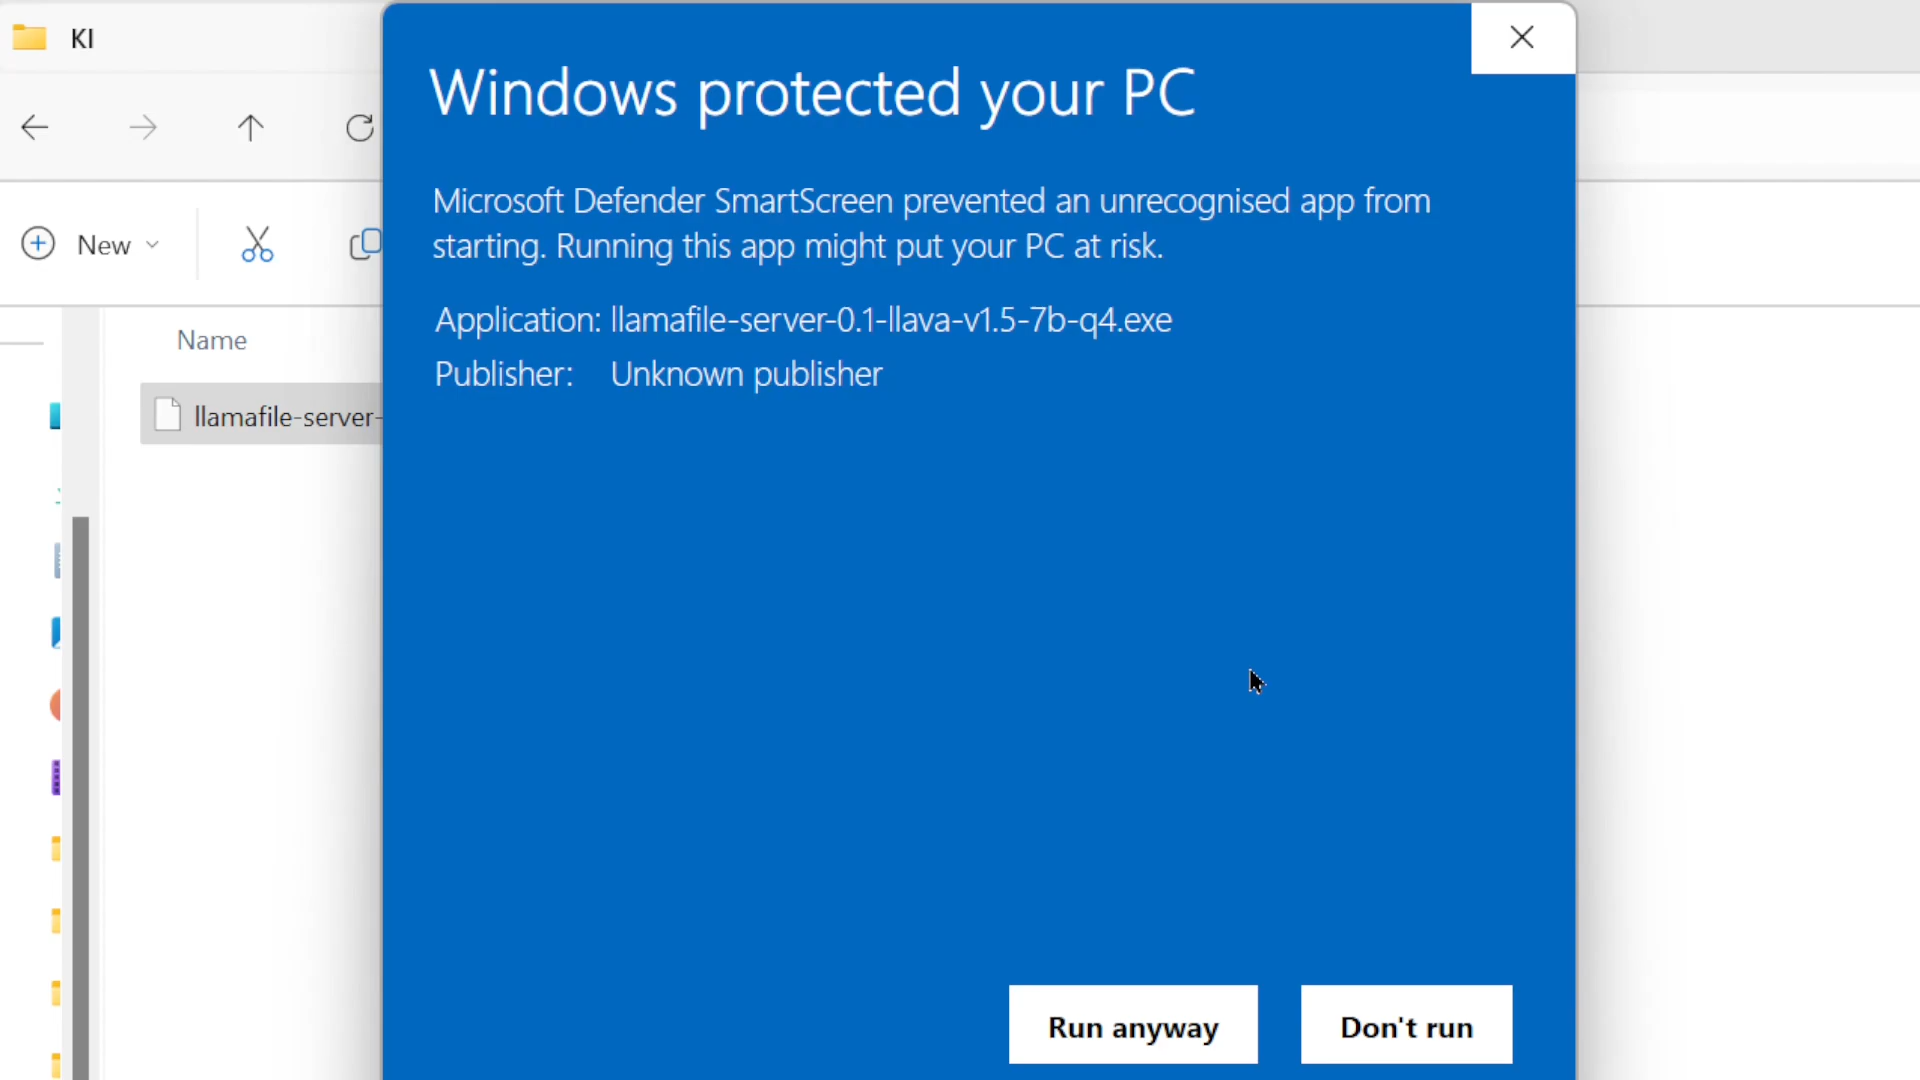 KI
Windows protected your PC
Microsoft Defender SmartScreen prevented an unrecognised app from
starting. Running this app might put your PC at risk.
New
Application: llamafile-server-0.1-llava-v1.5-7b-q4.exe
Name
Publisher: Unknown publisher
llamafile-server-
Run anyway
Don't run